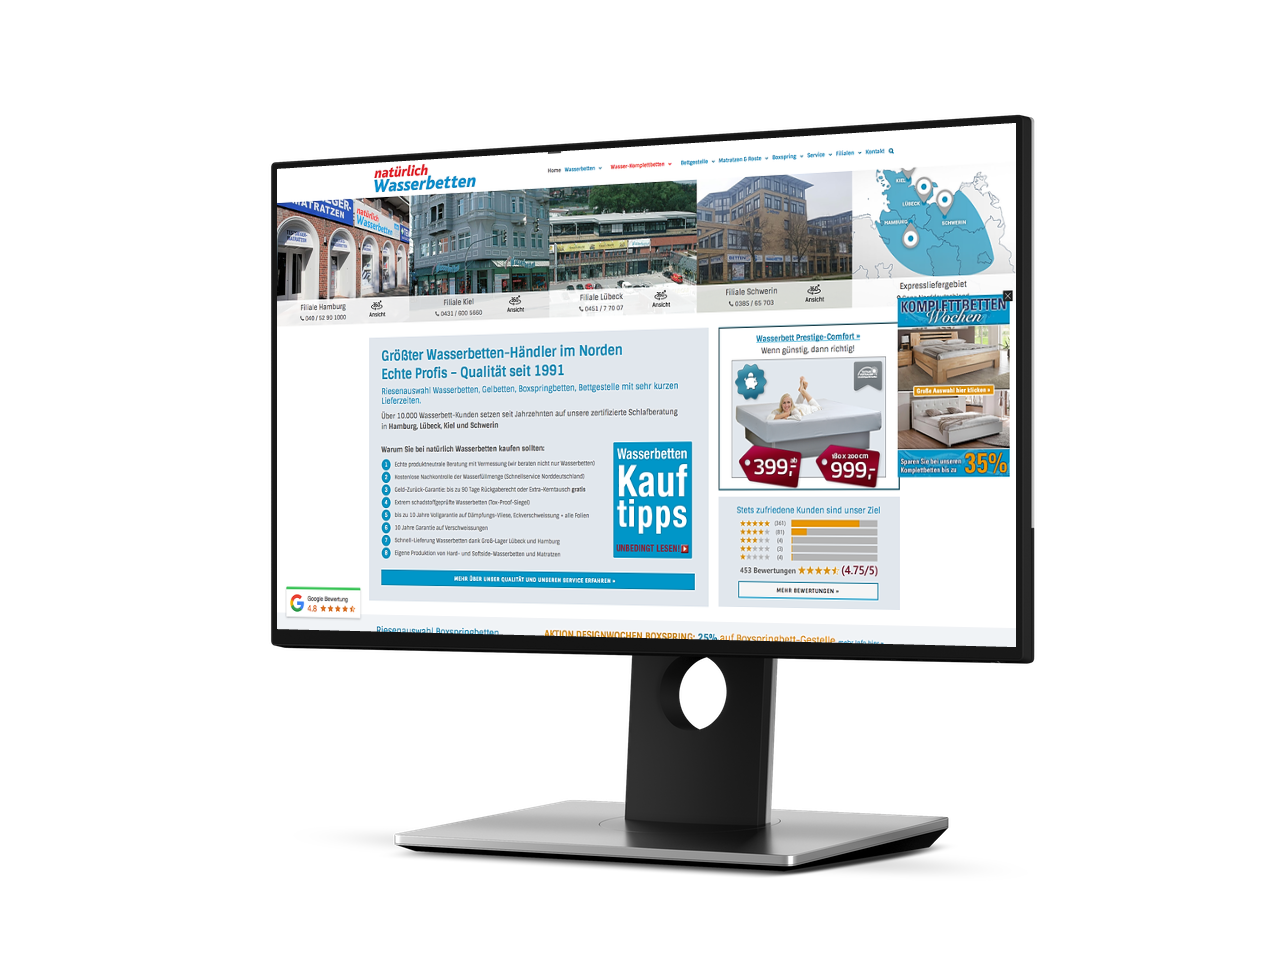 natürlich
Wasserbetten
Home Wasserbetten Wasser-Komplettbetten Bettgestelle Matratzen & Roste Boxspring Service Filialen Kontakt
MATRATZEN
natürlich
Wasserbetten
KIEL
LÜBECK
HAMBURG
SCHWERIN
Filiale Hamburg
040 / 52 90 1000
360°
Ansicht
Filiale Kiel
0431 / 600 5660
360°
Ansicht
Filiale Lübeck
0451 / 7 70 07
360°
Ansicht
Filiale Schwerin
0385 / 65 703
360°
Ansicht
Expressliefergebiet
KOMPLETTBETTEN
Wochen
Große Auswahl hier klicken »
Sparen Sie bei unseren
Komplettbetten bis zu 35%
Größter Wasserbetten-Händler im Norden
Echte Profis – Qualität seit 1991
Riesenauswahl Wasserbetten, Gelbetten, Boxspringbetten, Bettgestelle mit sehr kurzen
Lieferzeiten.
Über 10.000 Wasserbett-Kunden setzen seit Jahrzehnten auf unsere zertifizierte Schlafberatung
in Hamburg, Lübeck, Kiel und Schwerin
Warum Sie bei natürlich Wasserbetten kaufen sollten:
1 Echte produktneutrale Beratung mit Vermessung (wir beraten nicht nur Wasserbetten)
2 Kostenlose Nachkontrolle der Wasserfüllmenge (Schnellservice Norddeutschland)
3 Geld-Zurück-Garantie: bis zu 90 Tage Rückgaberecht oder Extra-Kerntausch gratis
4 Extrem schadstoffgeprüfte Wasserbetten (Tox-Proof-Siegel)
5 bis zu 10 Jahre Vollgarantie auf Dämpfungs-Vliese, Eckverschweissung + alle Folien
6 10 Jahre Garantie auf Verschweissungen
7 Schnell-Lieferung Wasserbetten dank Groß-Lager Lübeck und Hamburg
8 Eigene Produktion von Hard- und Softside-Wasserbetten und Matratzen
Wasserbetten
Kauf
tipps
UNBEDINGT LESEN!
MEHR ÜBER UNSER QUALITÄT UND UNSEREN SERVICE ERFAHREN »
Wasserbett Prestige-Comfort »
Wenn günstig, dann richtig!
ab
399,-
180 x 200 cm
999,-
Stets zufriedene Kunden sind unser Ziel
(361)
(81)
(4)
(3)
(4)
453 Bewertungen (4.75/5)
MEHR BEWERTUNGEN »
Google Bewertung
4.8
Riesenauswahl Boxspringbetten
AKTION DESIGNWOCHEN BOXSPRING: 25% auf Boxspringbett-Gestelle mehr Info hier »